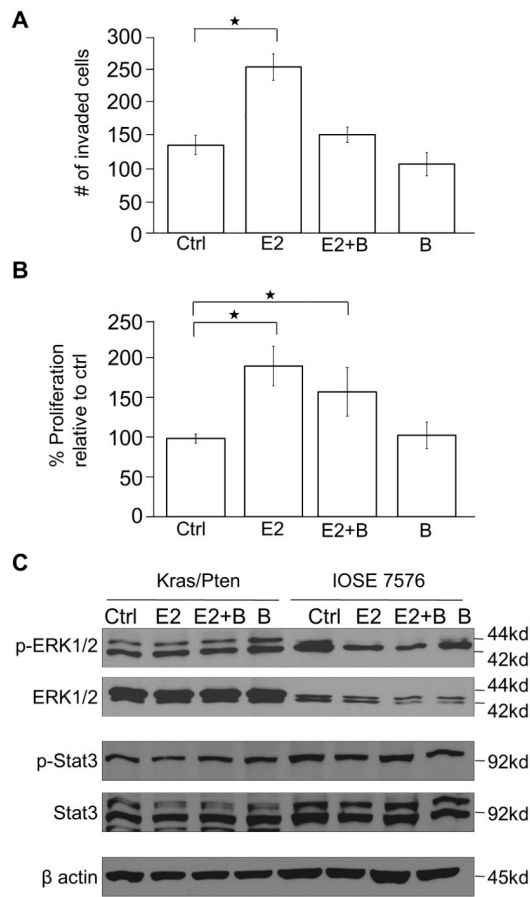 A
★
# of invaded cells
300
250
200
150
100
50
0
Ctrl E2 E2+B B
B
★
★
% Proliferation
relative to ctrl
250
200
150
100
50
0
Ctrl E2 E2+B B
C
Kras/Pten IOSE 7576
Ctrl E2 E2+B B Ctrl E2 E2+B B
p-ERK1/2 44kd
42kd
ERK1/2 44kd
42kd
p-Stat3 92kd
Stat3 92kd
β actin 45kd